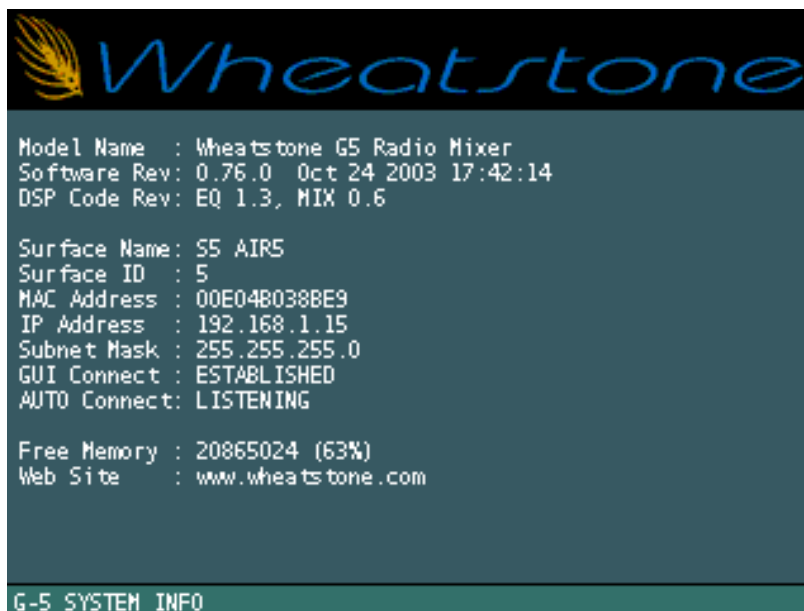 Wheatstone
Model Name : Wheatstone G5 Radio Mixer
Software Rev: 0.76.0 Oct 24 2003 17:42:14
DSP Code Rev: EQ 1.3, MIX 0.6
Surface Name: S5 AIR5
Surface ID : 5
MAC Address : 00E04B038BE9
IP Address : 192.168.1.15
Subnet Mask : 255.255.255.0
GUI Connect : ESTABLISHED
AUTO Connect: LISTENING
Free Memory : 20865024 (63%)
Web Site : www.wheatstone.com
G-5 SYSTEM INFO